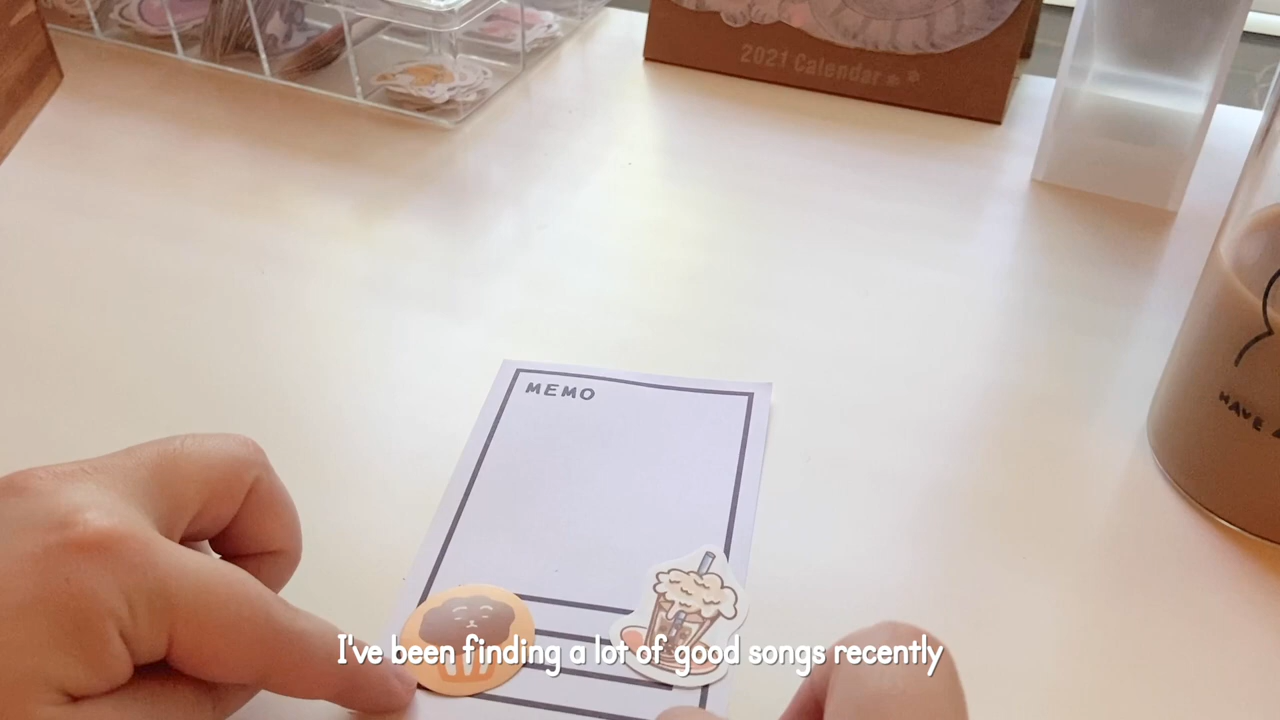 2021 Calendar
MEMO
HAVE A
I've been finding a lot of good songs recently